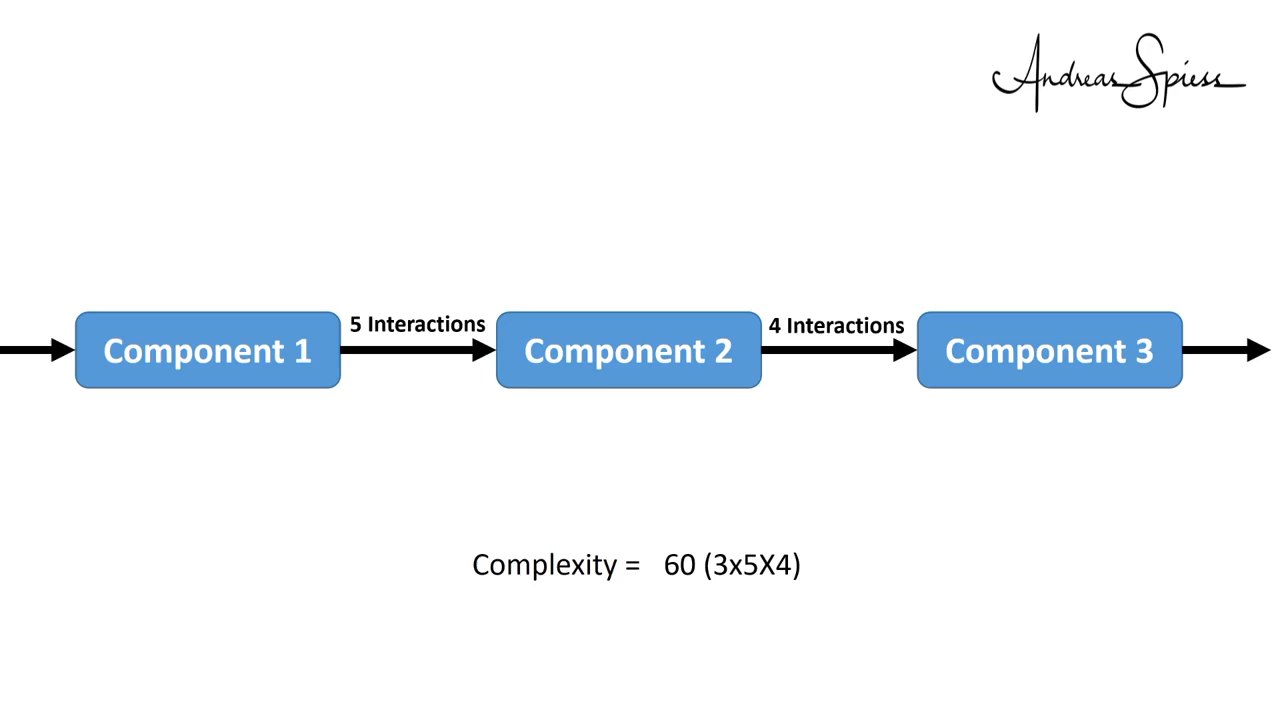 Andreas Spiess
5 Interactions
4 Interactions
Component 1
Component 2
Component 3
Complexity = 60 (3x5X4)